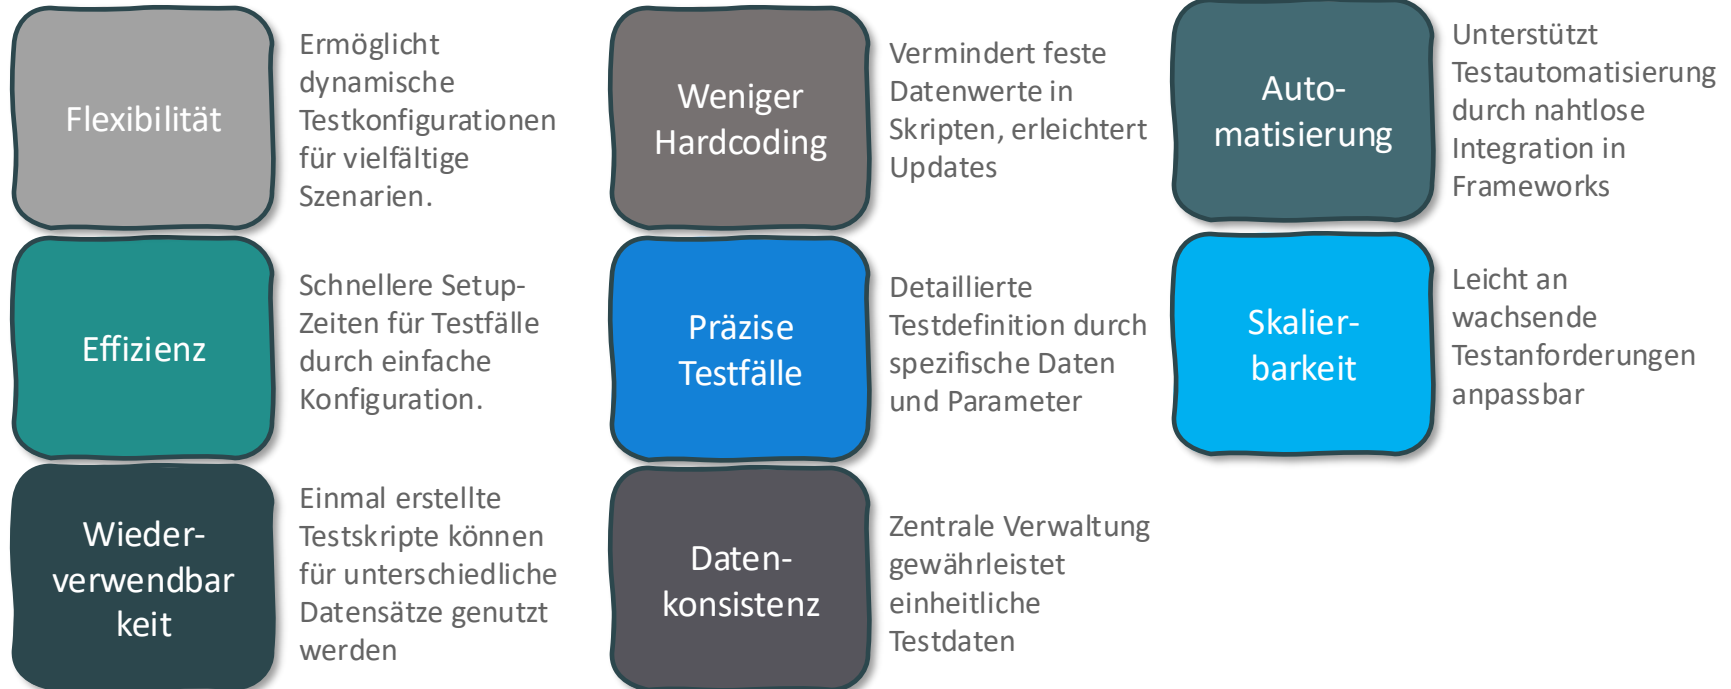 Flexibilität
Ermöglicht
dynamische
Testkonfigurationen
für vielfältige
Szenarien.
Effizienz
Schnellere Setup-
Zeiten für Testfälle
durch einfache
Konfiguration.
Wieder-
verwendbar
keit
Einmal erstellte
Testskripte können
für unterschiedliche
Datensätze genutzt
werden
Weniger
Hardcoding
Vermindert feste
Datenwerte in
Skripten, erleichtert
Updates
Präzise
Testfälle
Detaillierte
Testdefinition durch
spezifische Daten
und Parameter
Daten-
konsistenz
Zentrale Verwaltung
gewährleistet
einheitliche
Testdaten
Auto-
matisierung
Unterstützt
Testautomatisierung
durch nahtlose
Integration in
Frameworks
Skalier-
barkeit
Leicht an
wachsende
Testanforderungen
anpassbar